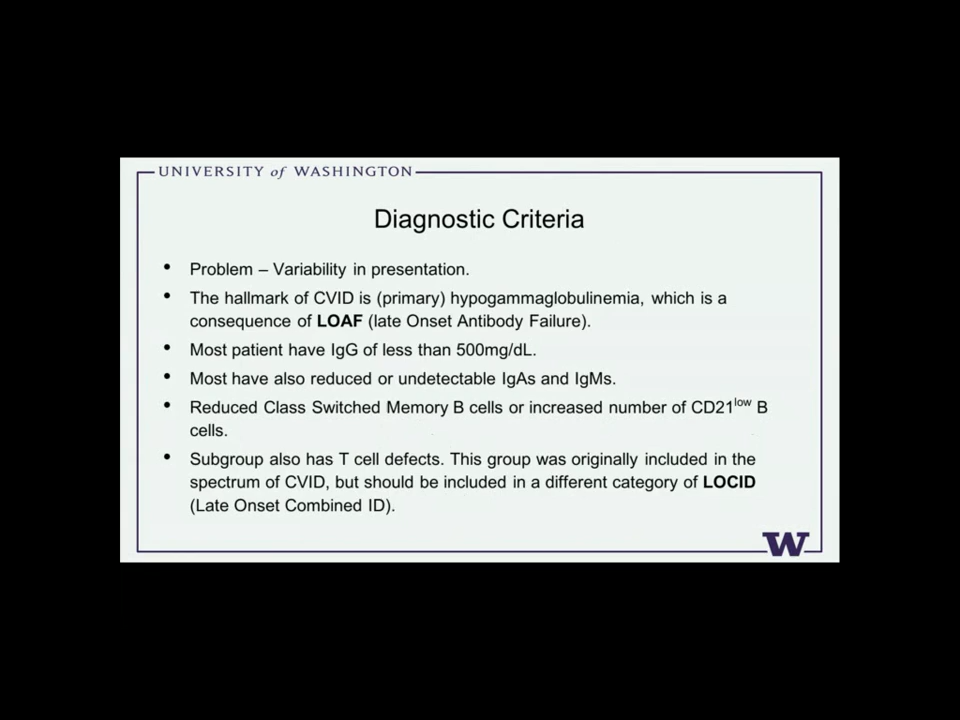 UNIVERSITY of WASHINGTON
Diagnostic Criteria
• Problem – Variability in presentation.
• The hallmark of CVID is (primary) hypogammaglobulinemia, which is a
consequence of LOAF (late Onset Antibody Failure).
• Most patient have IgG of less than 500mg/dL.
• Most have also reduced or undetectable IgAs and IgMs.
• Reduced Class Switched Memory B cells or increased number of CD21low B
cells.
• Subgroup also has T cell defects. This group was originally included in the
spectrum of CVID, but should be included in a different category of LOCID
(Late Onset Combined ID).
W